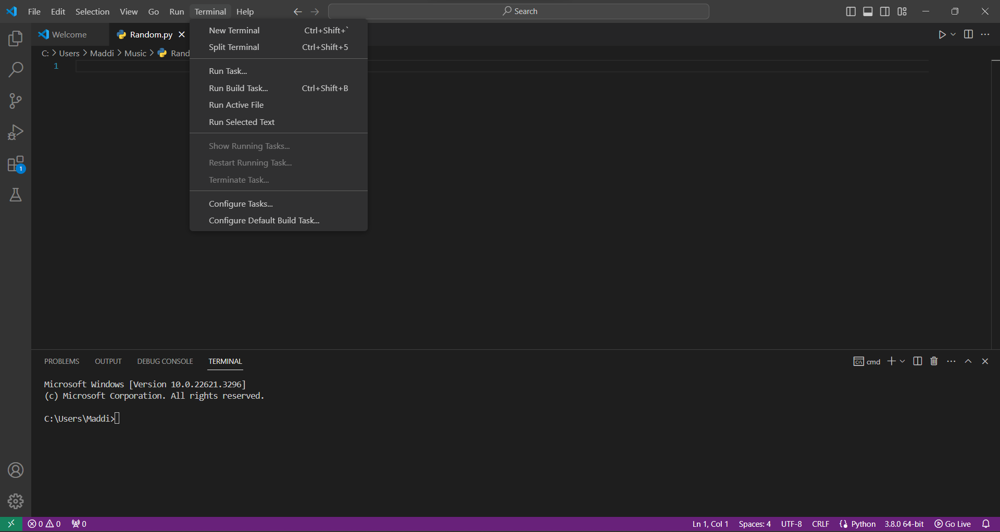 File Edit Selection View Go Run Terminal Help Search
Welcome Random.py
C: Users Maddi Music Rand
1
New Terminal Ctrl+Shift+`
Split Terminal Ctrl+Shift+5
Run Task...
Run Build Task... Ctrl+Shift+B
Run Active File
Run Selected Text
Show Running Tasks...
Restart Running Task...
Terminate Task...
Configure Tasks...
Configure Default Build Task...
1
PROBLEMS OUTPUT DEBUG CONSOLE TERMINAL cmd
Microsoft Windows [Version 10.0.22621.3296]
(c) Microsoft Corporation. All rights reserved.
C:\Users\Maddi>
0 0 0 Ln 1, Col 1 Spaces: 4 UTF-8 CRLF Python 3.8.0 64-bit Go Live